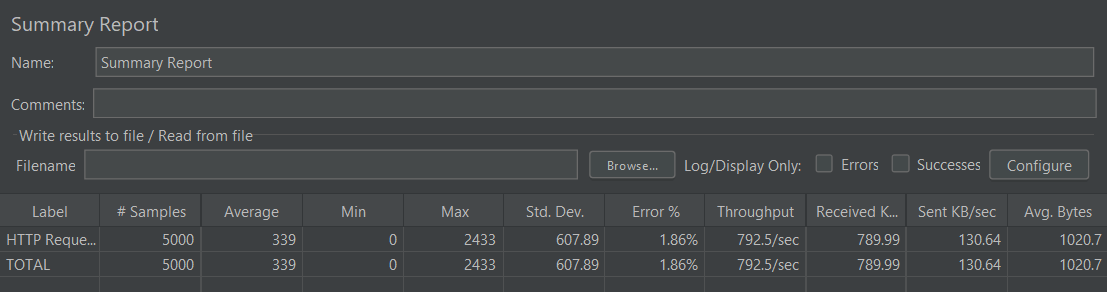 Summary Report
Name: Summary Report
Comments:
Write results to file / Read from file
Filename Browse... Log/Display Only: Errors Successes Configure
Label # Samples Average Min Max Std. Dev. Error % Throughput Received K... Sent KB/sec Avg. Bytes
HTTP Reque... 5000 339 0 2433 607.89 1.86% 792.5/sec 789.99 130.64 1020.7
TOTAL 5000 339 0 2433 607.89 1.86% 792.5/sec 789.99 130.64 1020.7